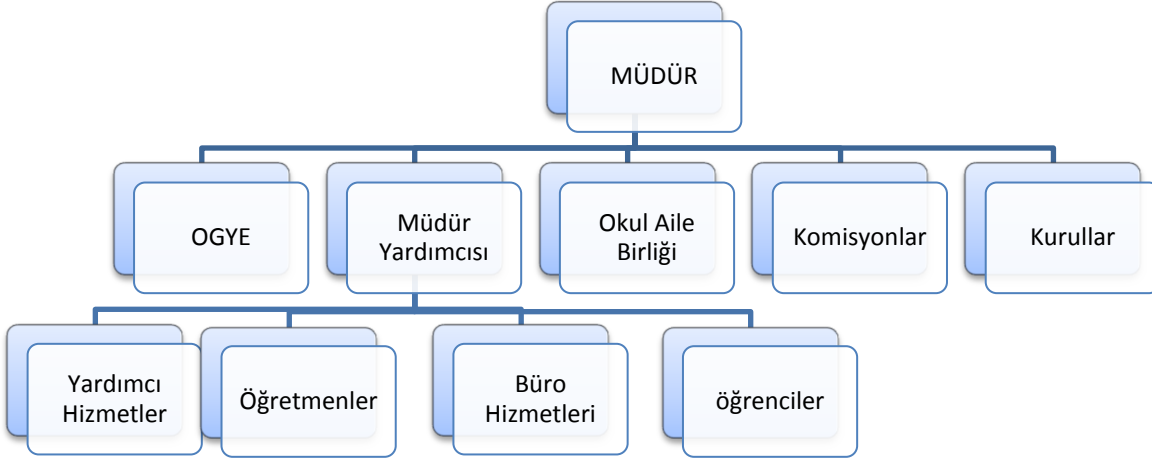 MÜDÜR
OGYE
Müdür
Yardımcısı
Okul Aile
Birliği
Komisyonlar
Kurullar
Yardımcı
Hizmetler
Öğretmenler
Büro
Hizmetleri
öğrenciler